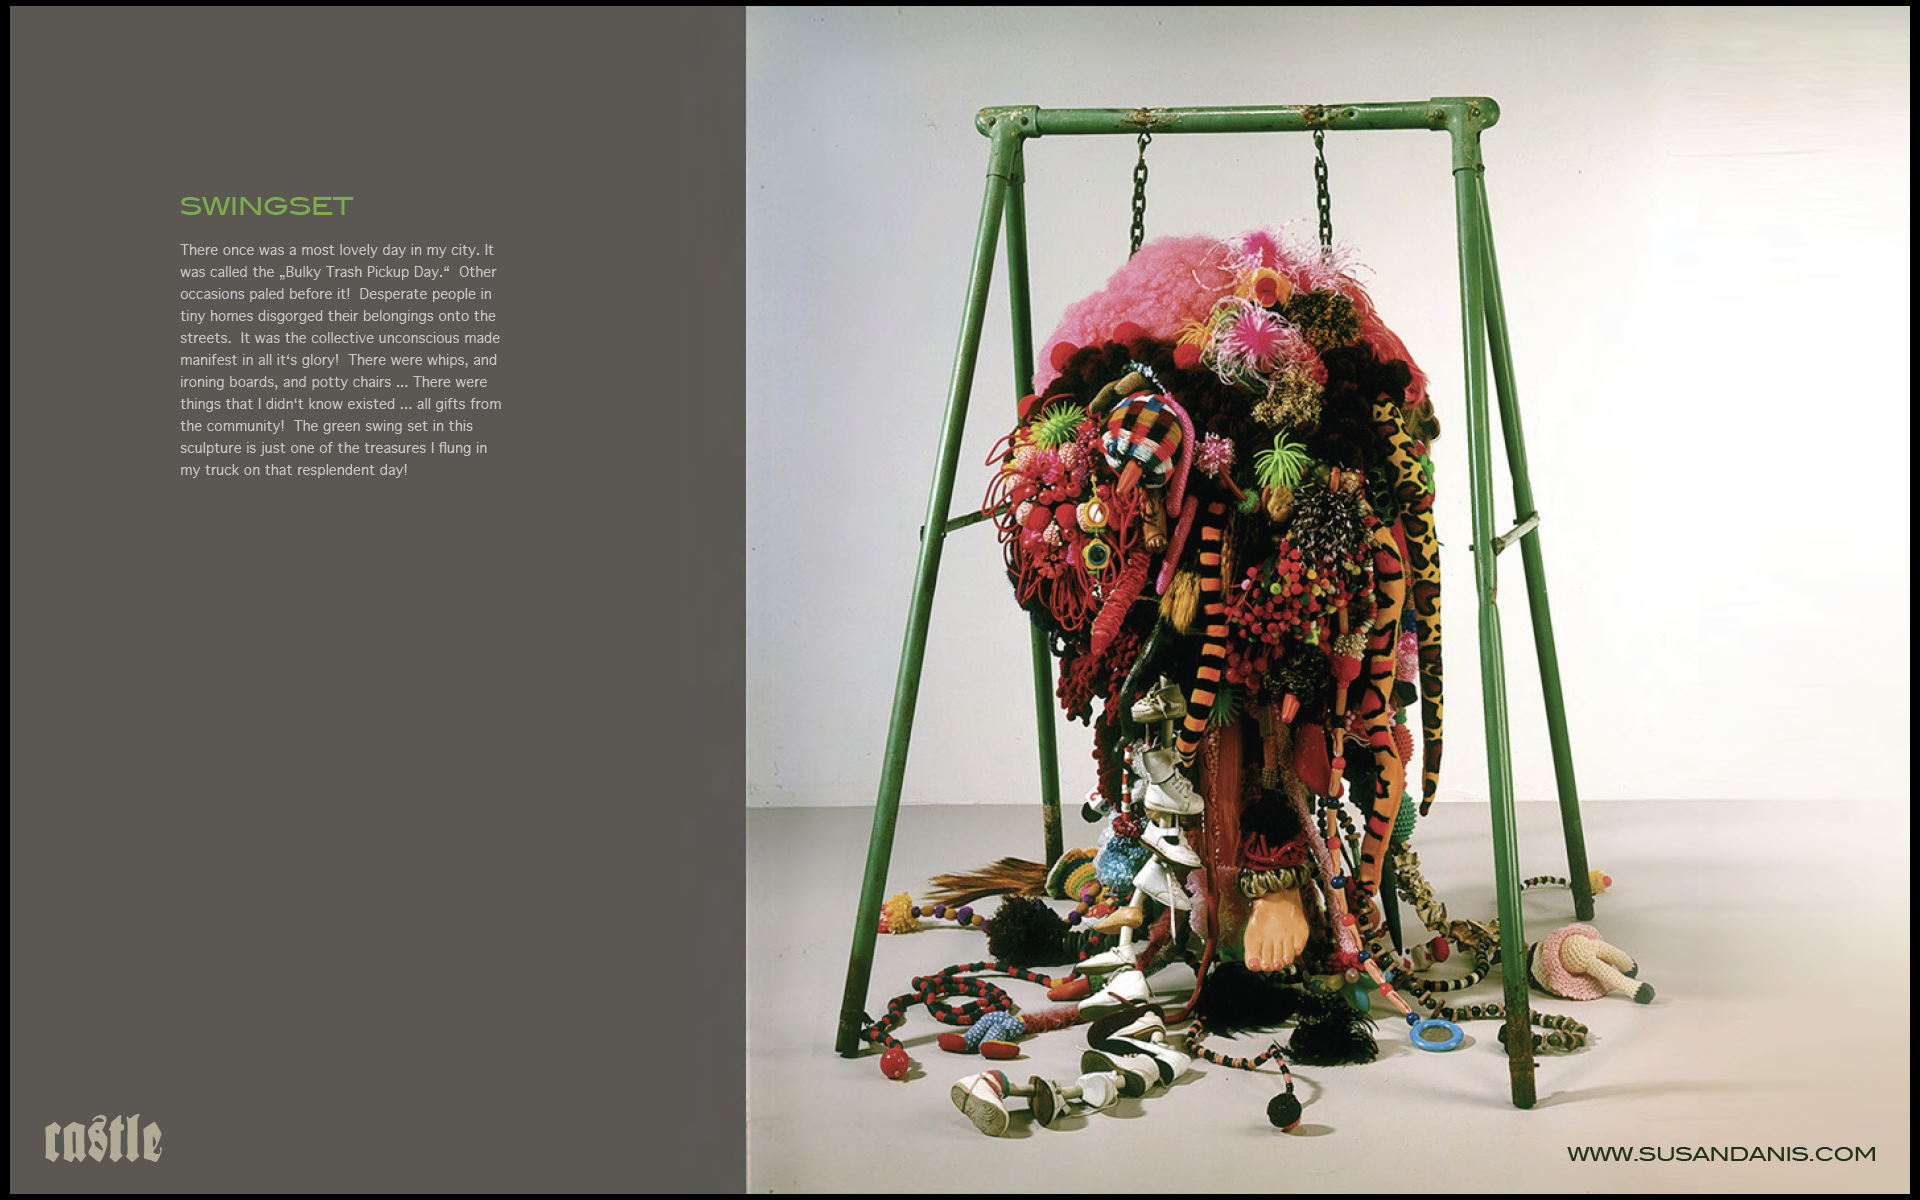 SWINGSET
There once was a most lovely day in my city. It
was called the „Bulky Trash Pickup Day.“  Other
occasions paled before it!  Desperate people in
tiny homes disgorged their belongings onto the
streets.  It was the collective unconscious made
manifest in all it‘s glory!  There were whips, and
ironing boards, and potty chairs ... There were
things that I didn‘t know existed ... all gifts from
the community!  The green swing set in this
sculpture is just one of the treasures I flung in
my truck on that resplendent day!
castle
WWW.SUSANDANIS.COM